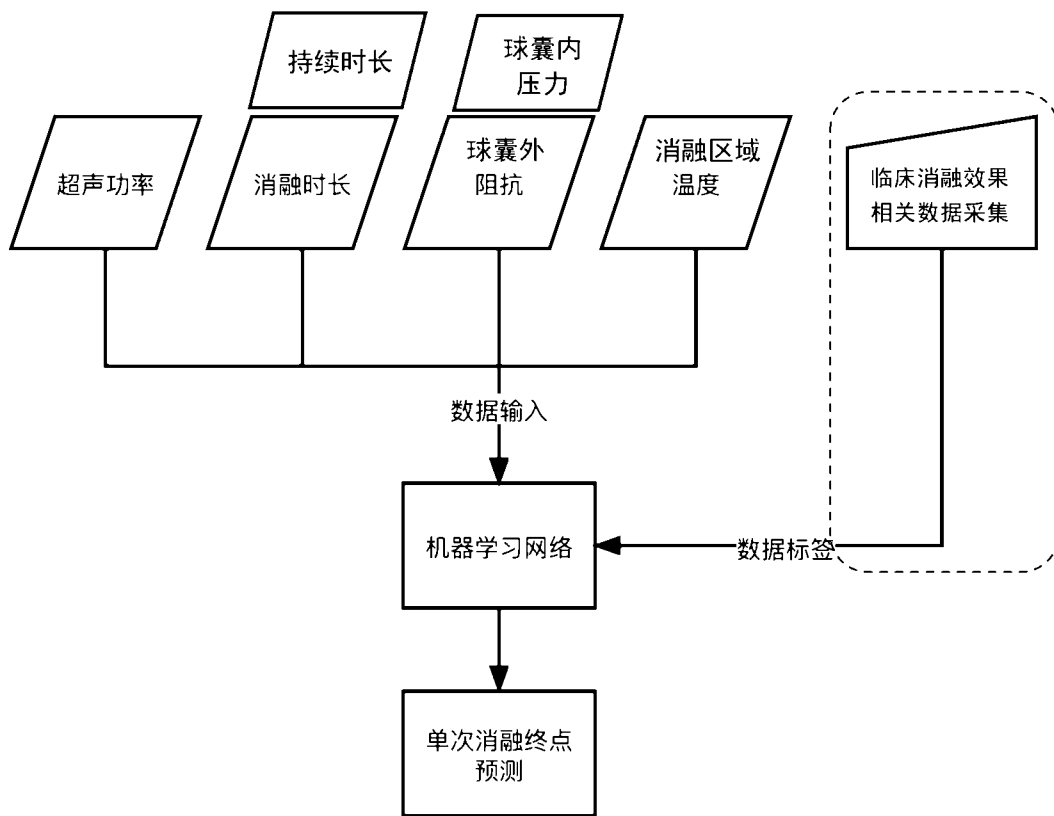 持续时长
球囊内
压力
超声功率
消融时长
球囊外
阻抗
消融区域
温度
临床消融效果
相关数据采集
数据输入
机器学习网络
数据标签
单次消融终点
预测